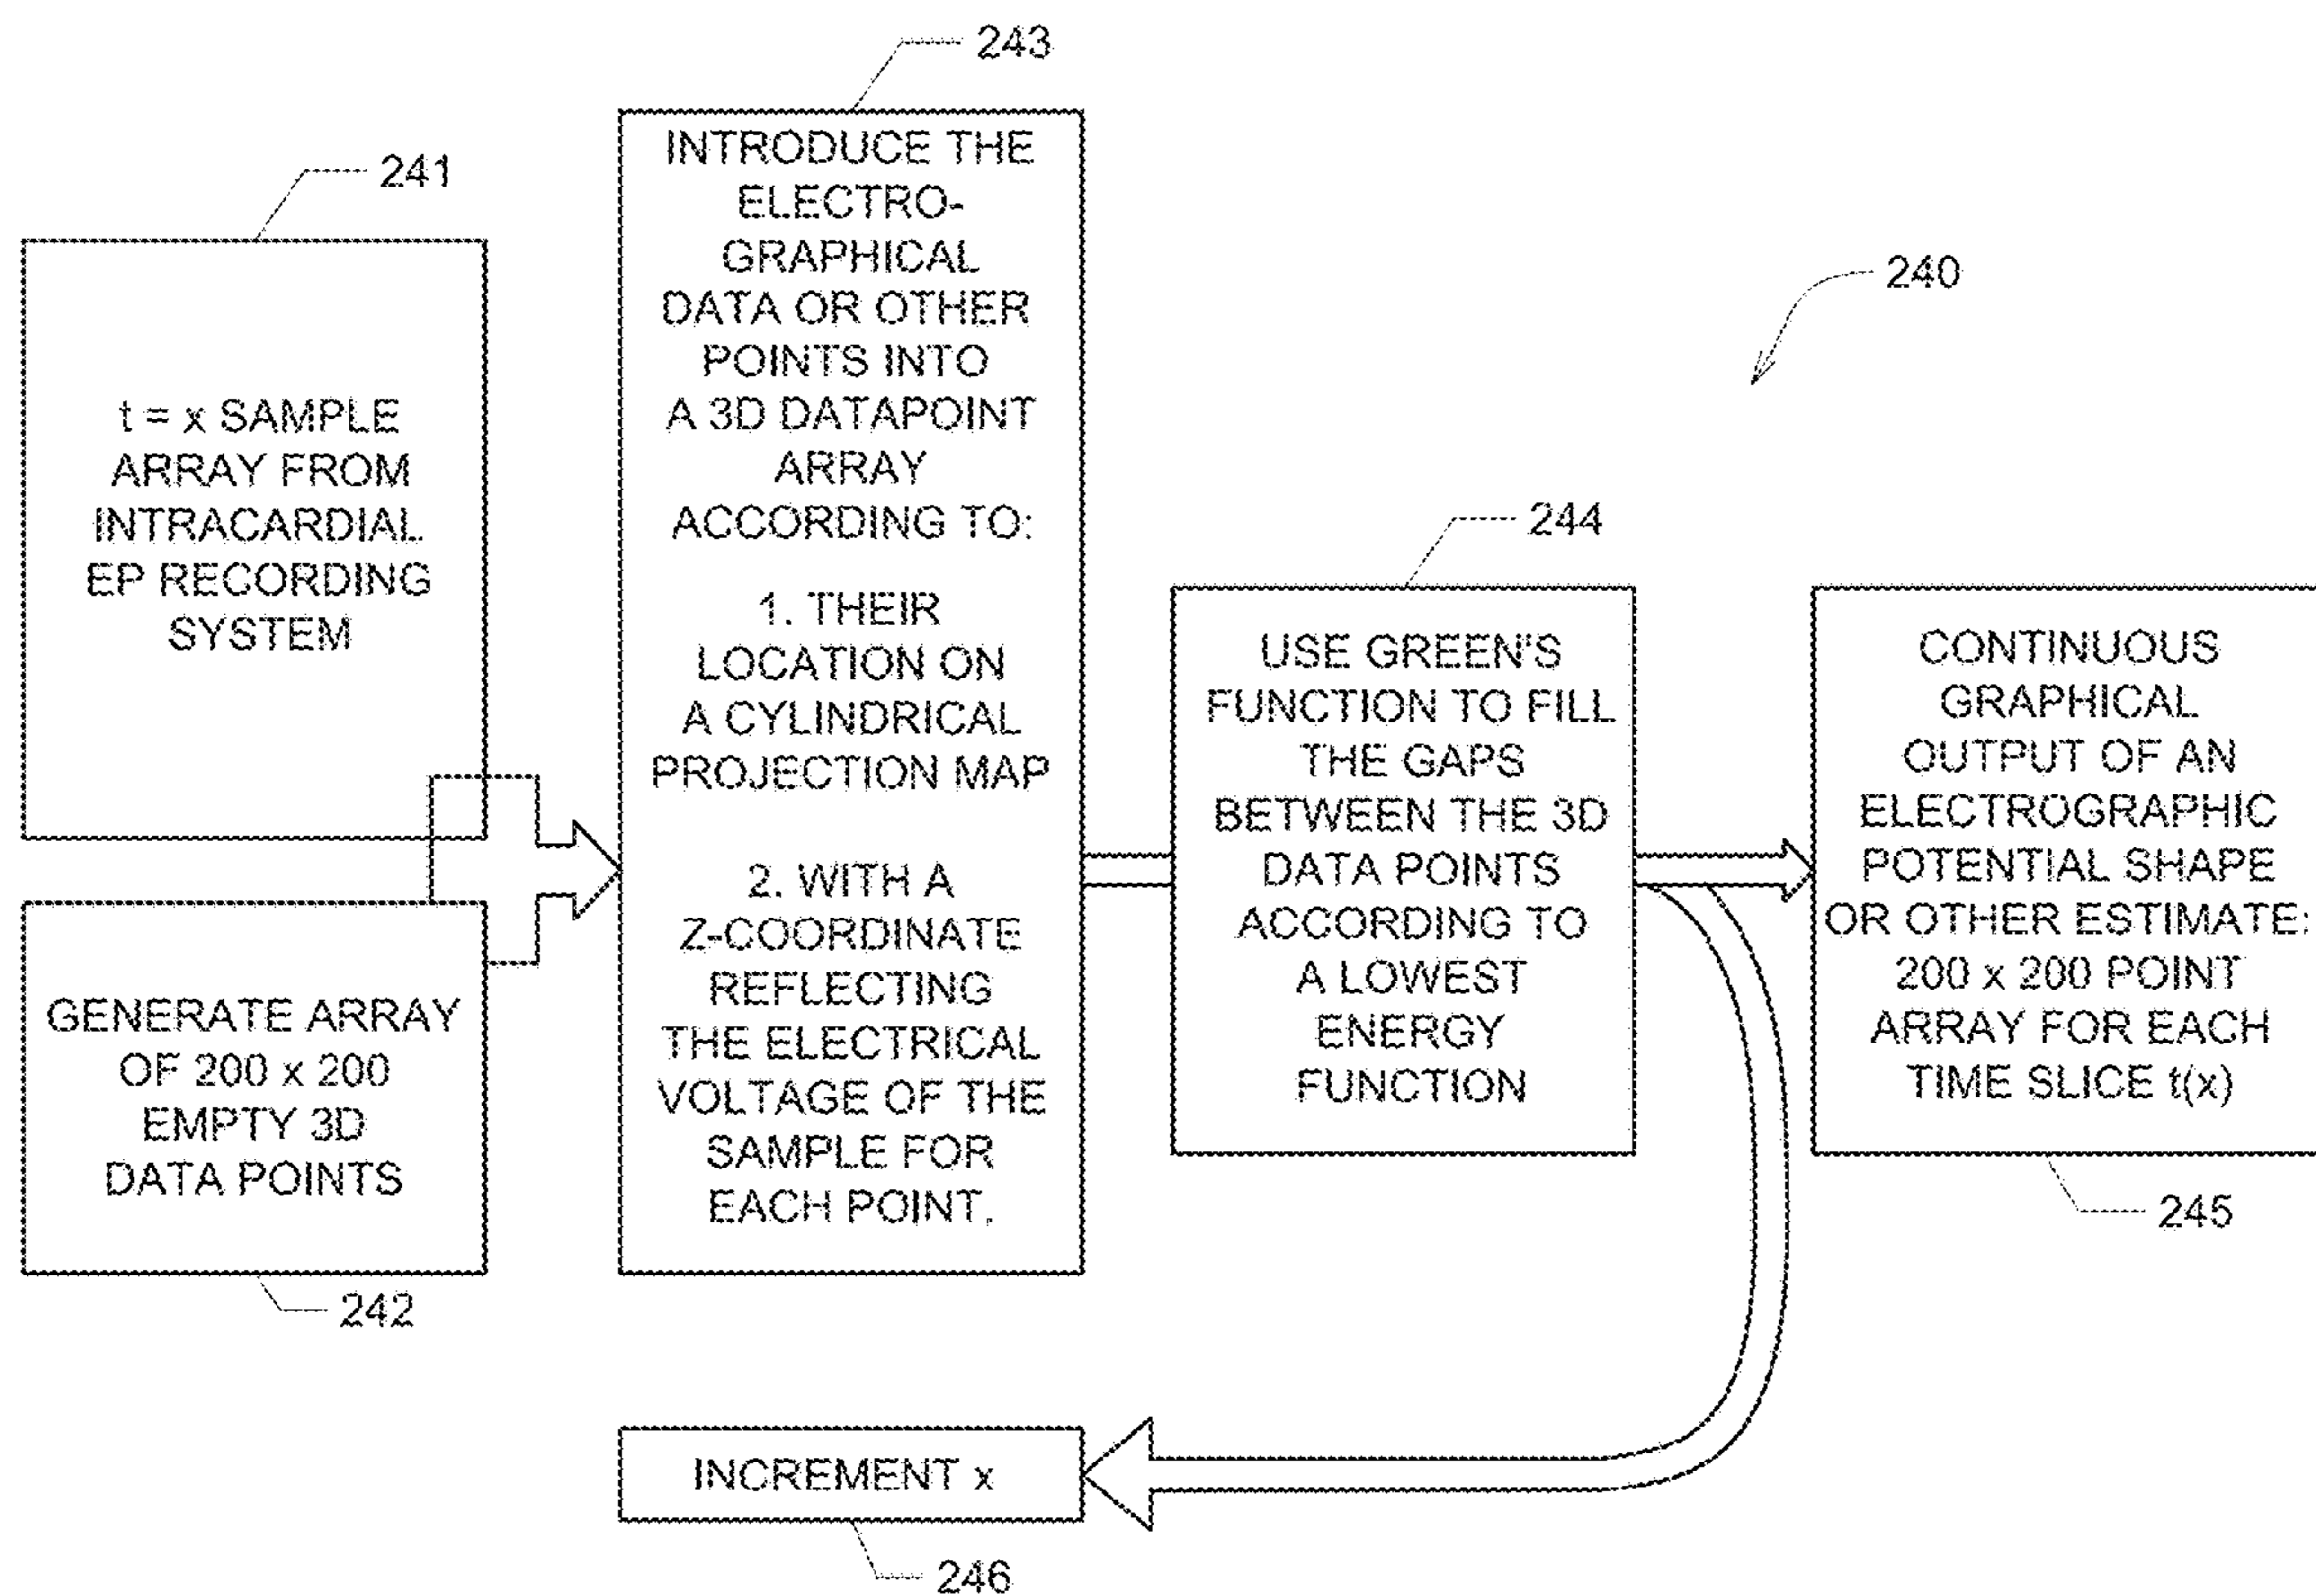 243
241
INTRODUCE THE
ELECTRO-
GRAPHICAL
DATA OR OTHER
POINTS INTO
A 3D DATAPOINT
ARRAY
ACCORDING TO:
1. THEIR
LOCATION ON
A CYLINDRICAL
PROJECTION MAP
2. WITH A
Z-COORDINATE
REFLECTING
THE ELECTRICAL
VOLTAGE OF THE
SAMPLE FOR
EACH POINT.
240
t = x SAMPLE
ARRAY FROM
INTRACARDIAL
EP RECORDING
SYSTEM
GENERATE ARRAY
OF 200 x 200
EMPTY 3D
DATA POINTS
242
244
USE GREEN'S
FUNCTION TO FILL
THE GAPS
BETWEEN THE 3D
DATA POINTS
ACCORDING TO
A LOWEST
ENERGY
FUNCTION
CONTINUOUS
GRAPHICAL
OUTPUT OF AN
ELECTROGRAPHIC
POTENTIAL SHAPE
OR OTHER ESTIMATE:
200 x 200 POINT
ARRAY FOR EACH
TIME SLICE t(x)
245
INCREMENT x
246